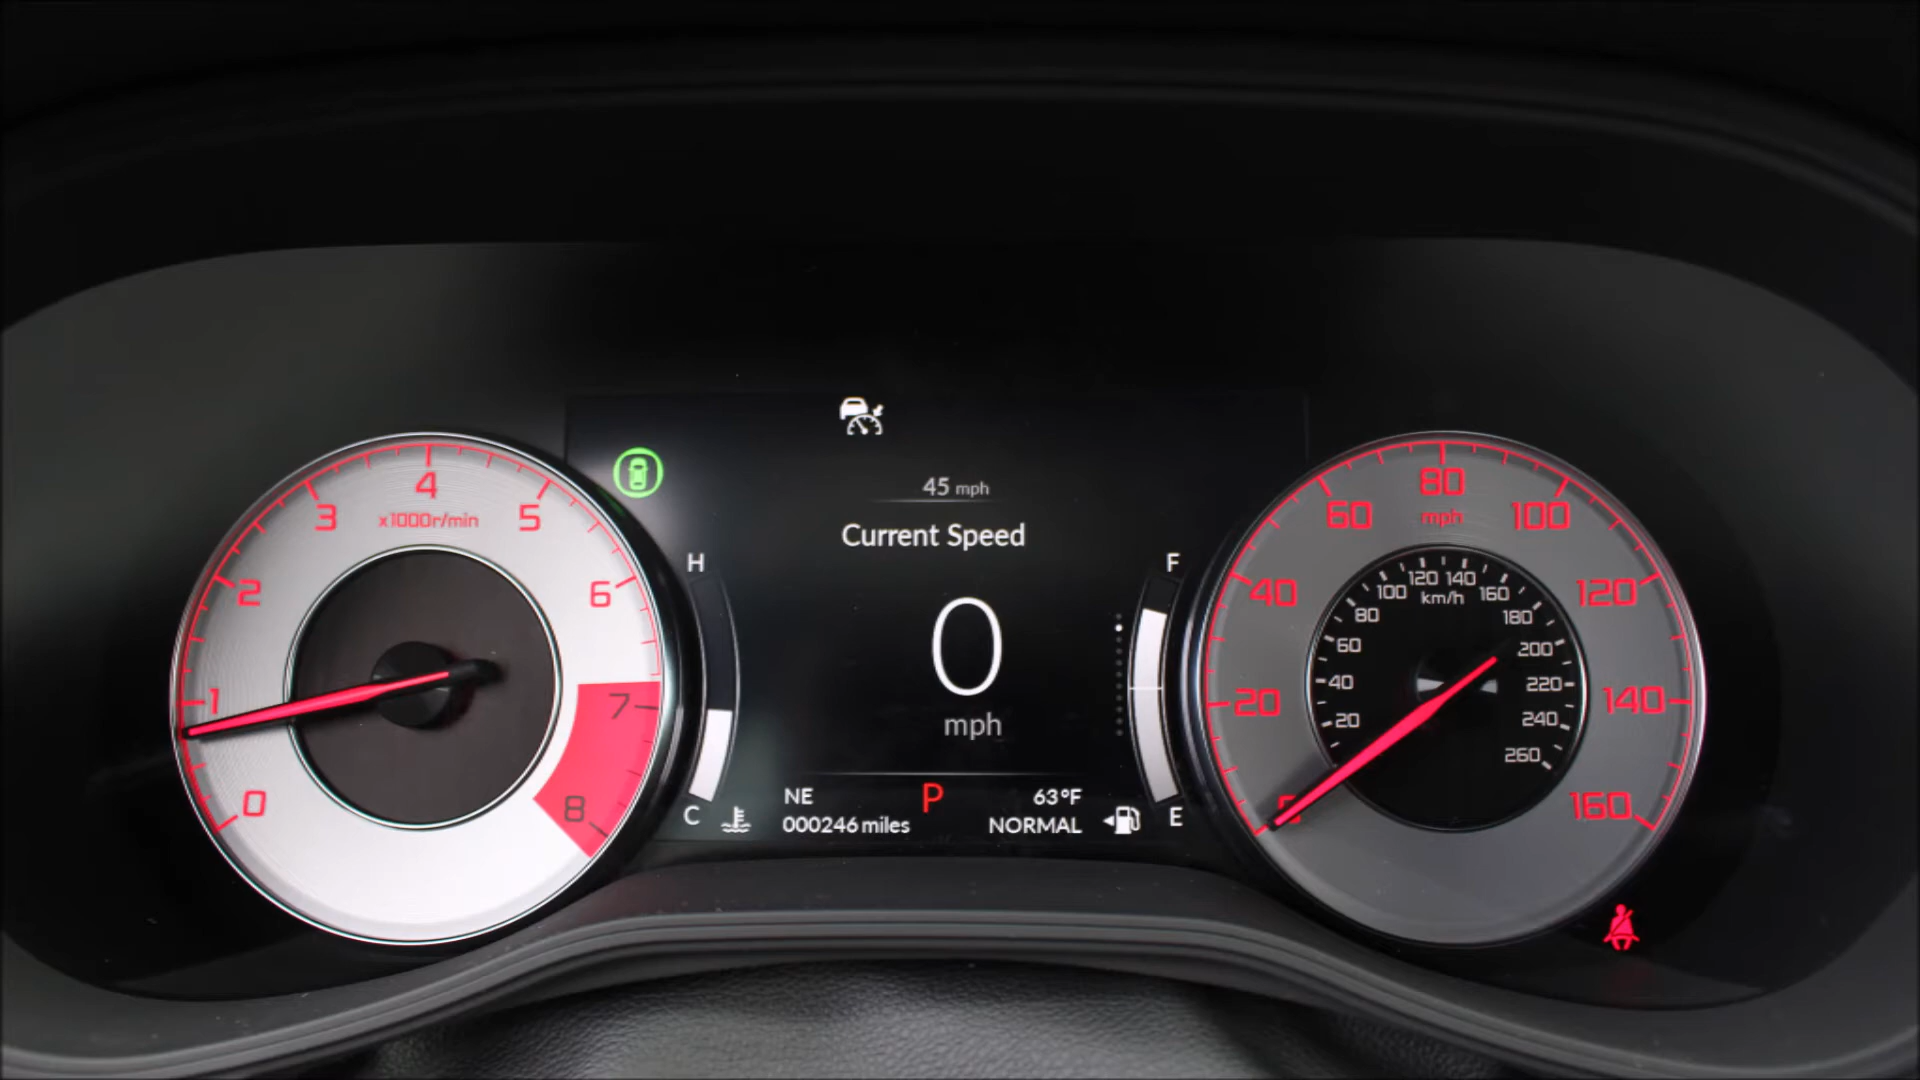 45 mph
Current Speed
0
mph
H
C
F
E
NE
P
63°F
000246 miles
NORMAL
0
1
2
3
4
5
6
7
8
x1000r/min
20
40
60
80
100
120
140
160
mph
20
40
60
80
100
120
140
160
180
200
220
240
260
km/h